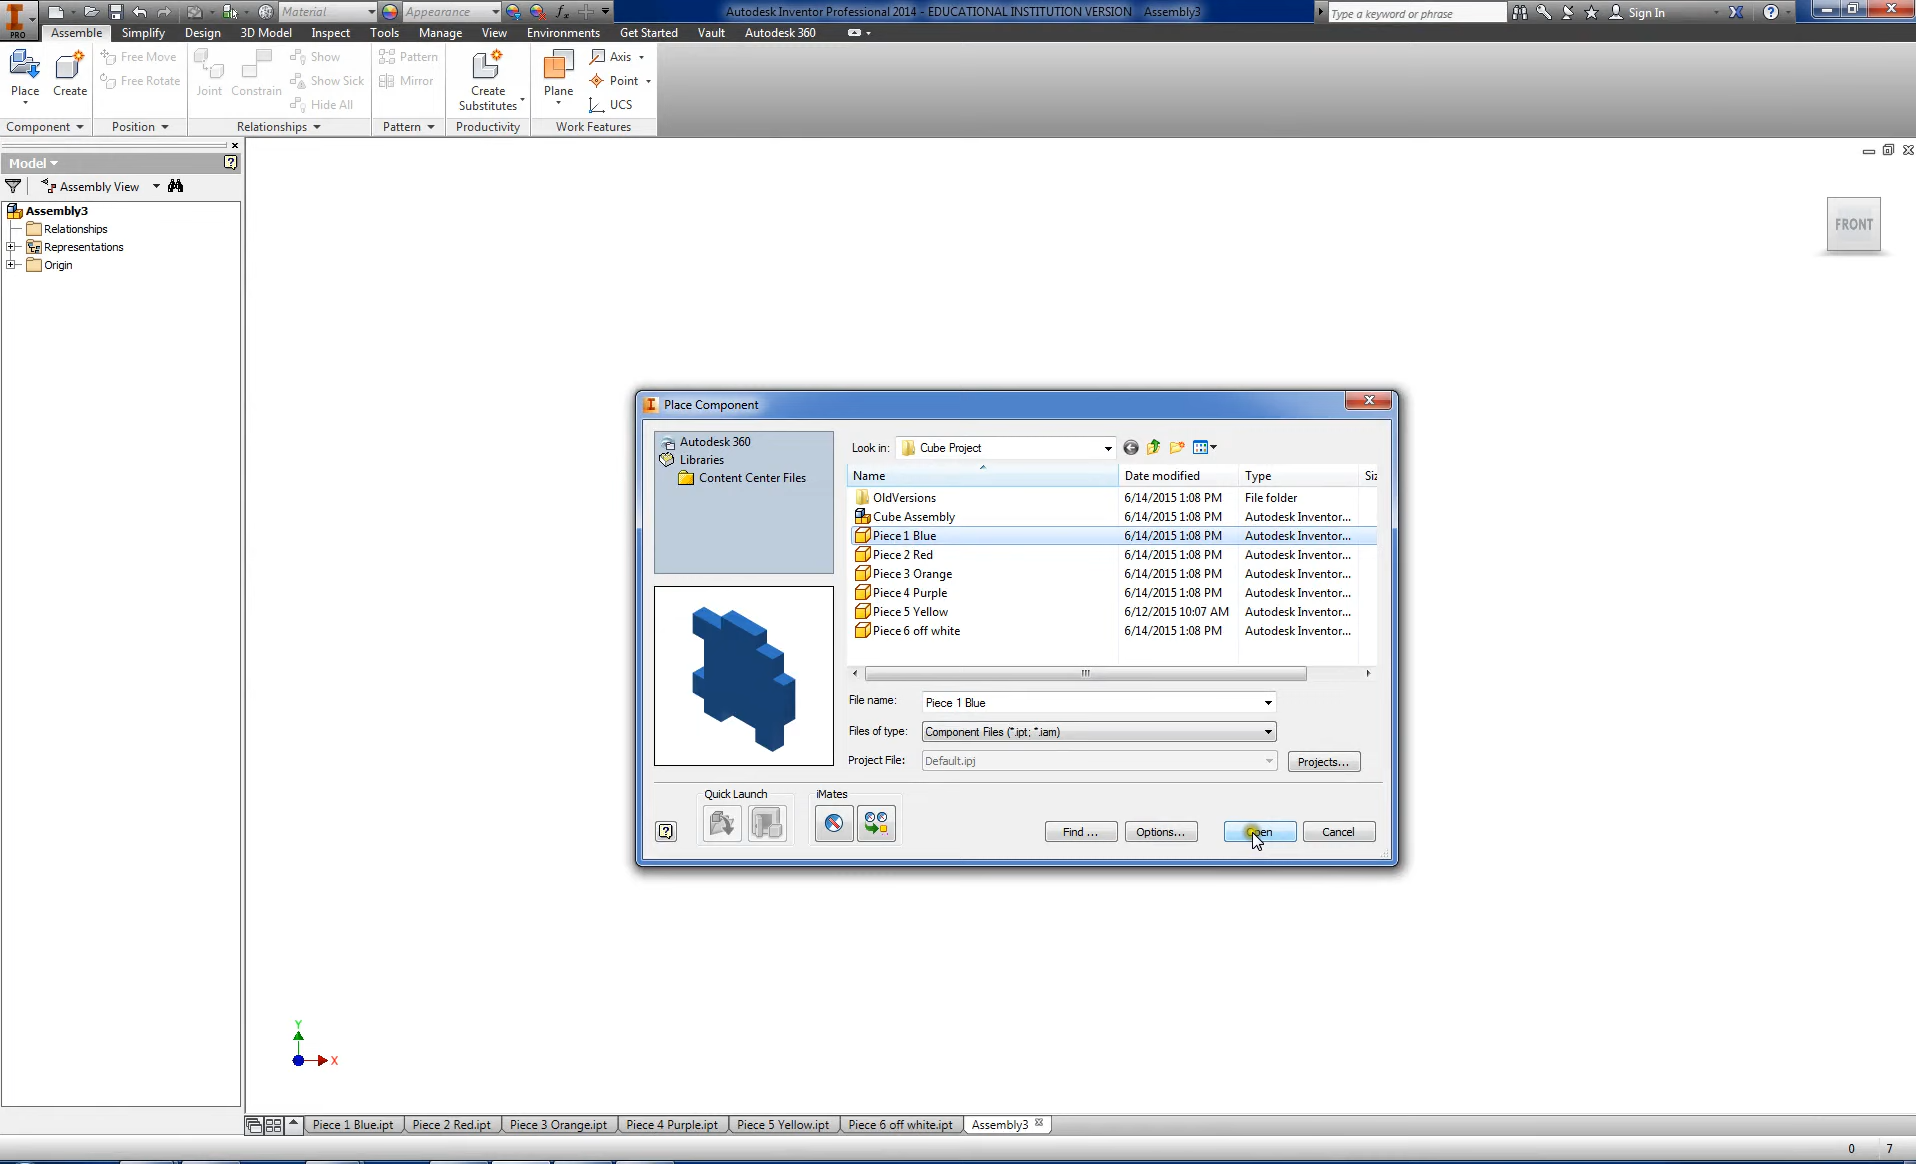 PRO
Material
Appearance
Autodesk Inventor Professional 2014 - EDUCATIONAL INSTITUTION VERSION Assembly3
Type a keyword or phrase
Sign In
Assemble Simplify Design 3D Model Inspect Tools Manage View Environments Get Started Vault Autodesk 360
Place
Create
Free Move
Free Rotate
Joint
Constrain
Show
Show Sick
Hide All
Pattern
Mirror
Create
Substitutes
Plane
Axis
Point
UCS
Component Position Relationships Pattern Productivity Work Features
Model
Assembly View
Assembly3
Relationships
Representations
Origin
FRONT
Place Component
Autodesk 360
Libraries
Content Center Files
Look in: Cube Project
Name Date modified Type Siz
OldVersions 6/14/2015 1:08 PM File folder
Cube Assembly 6/14/2015 1:08 PM Autodesk Inventor...
Piece 1 Blue 6/14/2015 1:08 PM Autodesk Inventor...
Piece 2 Red 6/14/2015 1:08 PM Autodesk Inventor...
Piece 3 Orange 6/14/2015 1:08 PM Autodesk Inventor...
Piece 4 Purple 6/14/2015 1:08 PM Autodesk Inventor...
Piece 5 Yellow 6/12/2015 10:07 AM Autodesk Inventor...
Piece 6 off white 6/14/2015 1:08 PM Autodesk Inventor...
File name: Piece 1 Blue
Files of type: Component Files (*.ipt; *.iam)
Project File: Default.ipj Projects...
Quick Launch iMates
Find ... Options... Cancel
Y
X
Piece 1 Blue.ipt Piece 2 Red.ipt Piece 3 Orange.ipt Piece 4 Purple.ipt Piece 5 Yellow.ipt Piece 6 off white.ipt Assembly3
0 7